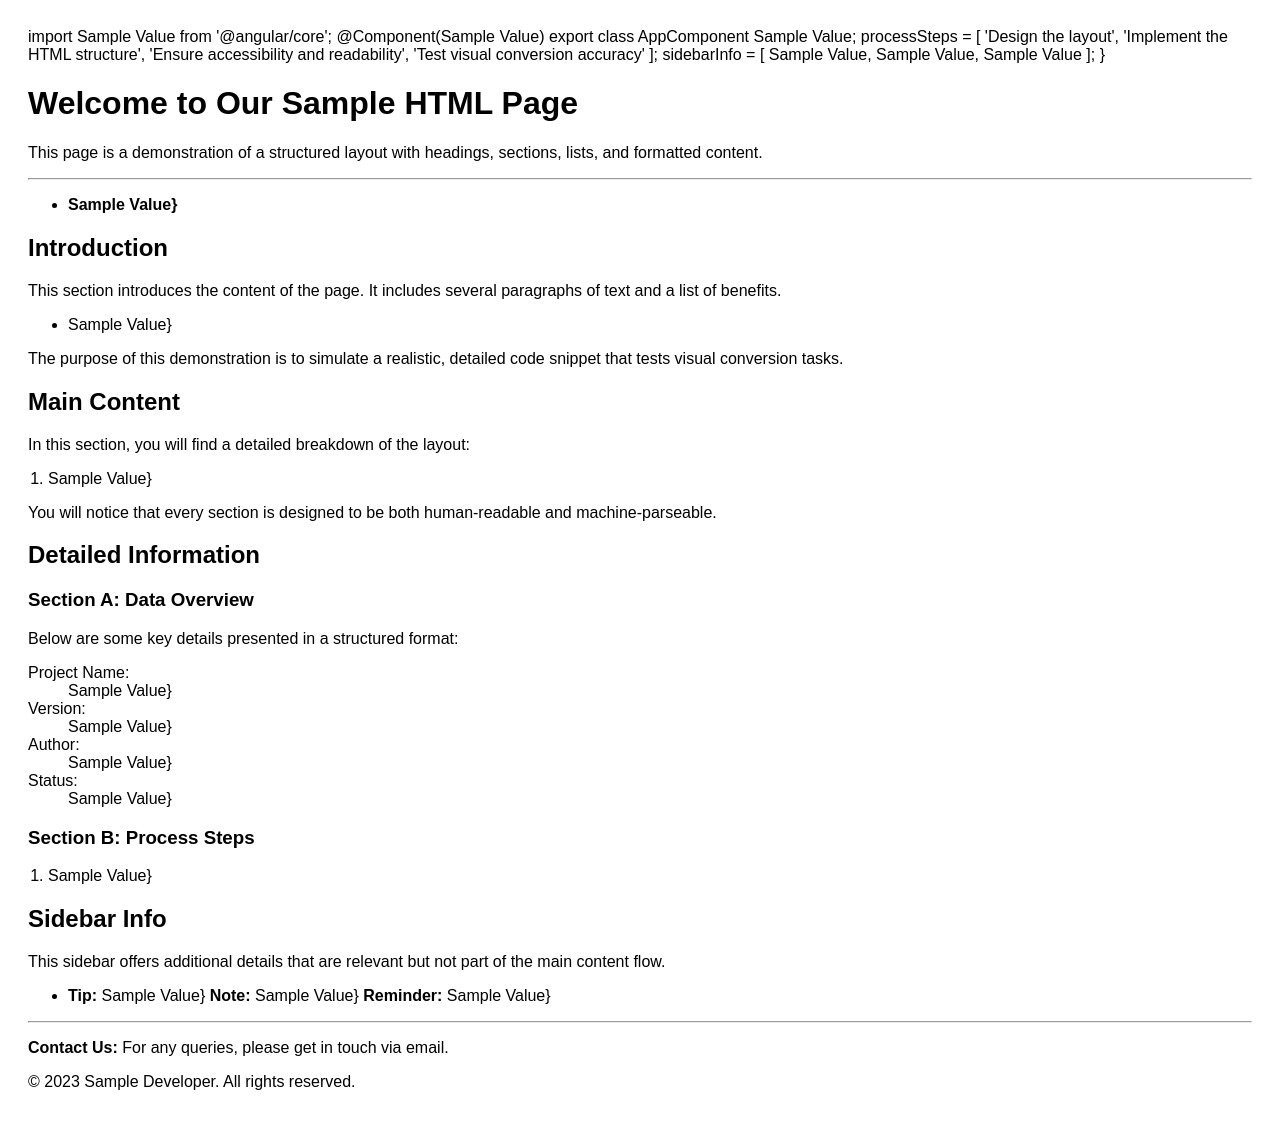 import Sample Value from '@angular/core'; @Component(Sample Value) export class AppComponent Sample Value; processSteps = [ 'Design the layout', 'Implement the
HTML structure', 'Ensure accessibility and readability', 'Test visual conversion accuracy' ]; sidebarInfo = [ Sample Value, Sample Value, Sample Value ]; }
Welcome to Our Sample HTML Page
This page is a demonstration of a structured layout with headings, sections, lists, and formatted content.
• Sample Value}
Introduction
This section introduces the content of the page. It includes several paragraphs of text and a list of benefits.
• Sample Value}
The purpose of this demonstration is to simulate a realistic, detailed code snippet that tests visual conversion tasks.
Main Content
In this section, you will find a detailed breakdown of the layout:
1. Sample Value}
You will notice that every section is designed to be both human-readable and machine-parseable.
Detailed Information
Section A: Data Overview
Below are some key details presented in a structured format:
Project Name:
Sample Value}
Version:
Sample Value}
Author:
Sample Value}
Status:
Sample Value}
Section B: Process Steps
1. Sample Value}
Sidebar Info
This sidebar offers additional details that are relevant but not part of the main content flow.
• Tip: Sample Value} Note: Sample Value} Reminder: Sample Value}
Contact Us: For any queries, please get in touch via email.
© 2023 Sample Developer. All rights reserved.